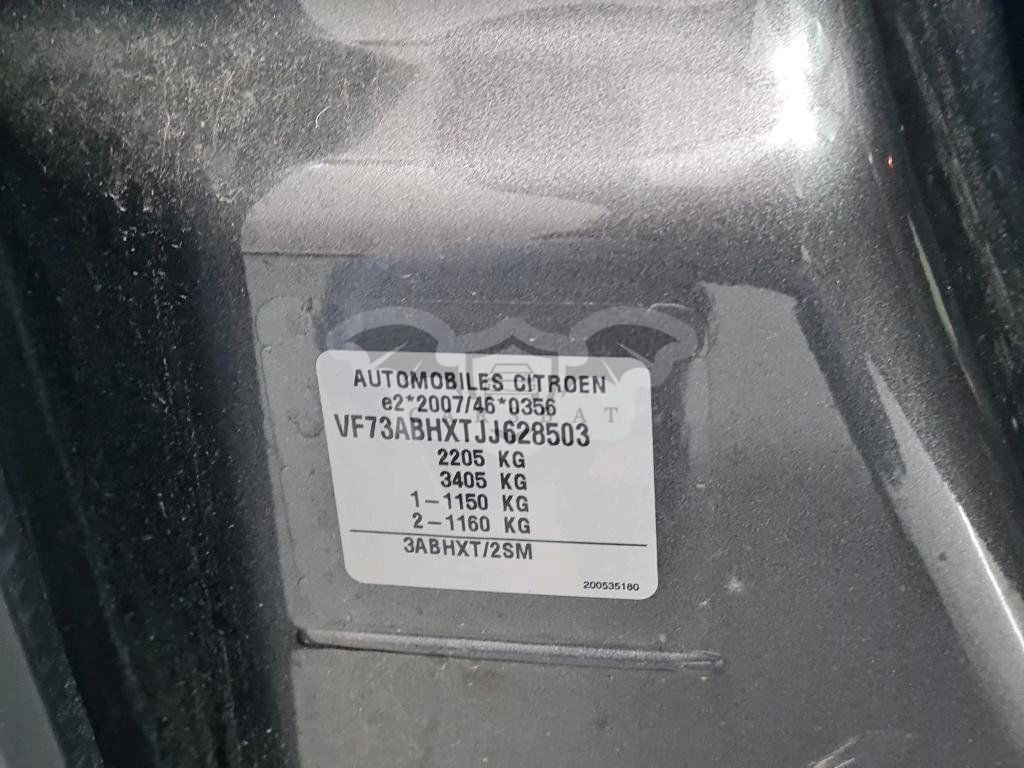 AUTOMOBILES CITROEN
e2*2007/46*0356
VF73ABHXTJJ628503
2205 KG
3405 KG
1-1150 KG
2-1160 KG
3ABHXT/2SM
200535180